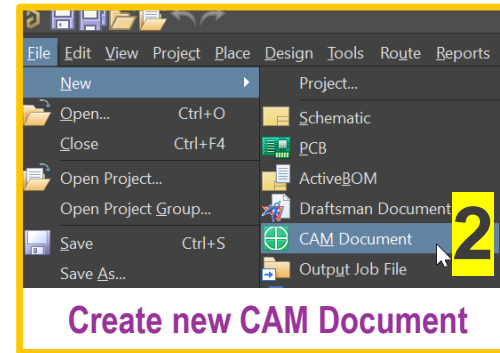 File Edit View Project Place Design Tools Route Reports
New Project...
Open... Ctrl+O Schematic
Close Ctrl+F4 PCB
Open Project... ActiveBOM
Open Project Group... Draftsman Document
Save Ctrl+S CAM Document 2
Save As... Output Job File
Create new CAM Document